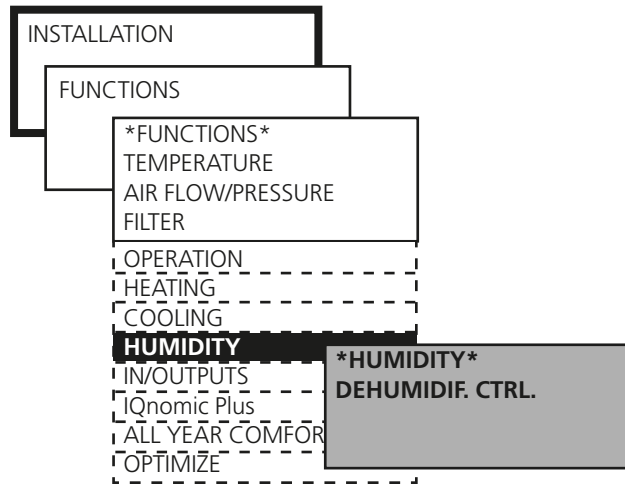 INSTALLATION
FUNCTIONS
*FUNCTIONS*
TEMPERATURE
AIR FLOW/PRESSURE
FILTER
OPERATION
HEATING
COOLING
HUMIDITY
IN/OUTPUTS
IQnomic Plus
ALL YEAR COMFOR
OPTIMIZE
*HUMIDITY*
DEHUMIDIF. CTRL.